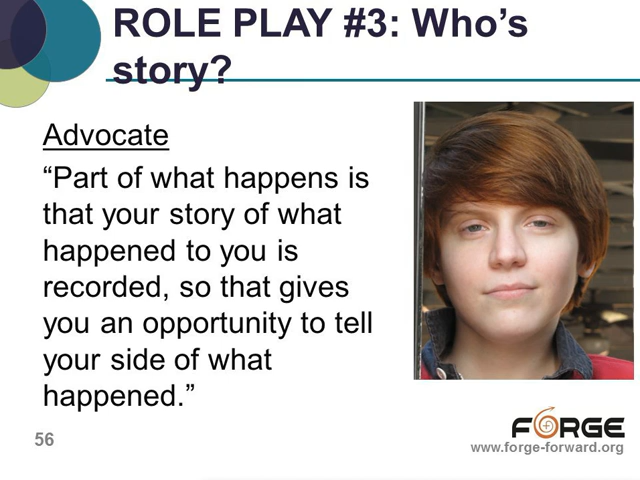 ROLE PLAY #3: Who’s
story?
Advocate
“Part of what happens is
that your story of what
happened to you is
recorded, so that gives
you an opportunity to tell
your side of what
happened.”
56
FORGE
www.forge-forward.org